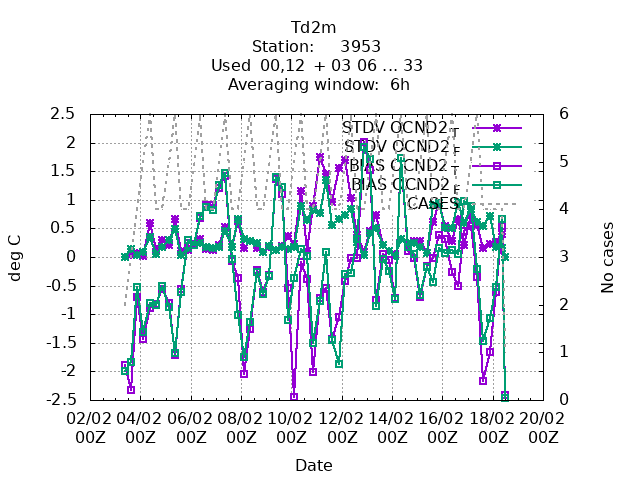 Td2m
Station: 3953
Used 00,12 + 03 06 ... 33
Averaging window: 6h
2.5
2
1.5
1
0.5
0
-0.5
-1
-1.5
-2
-2.5
deg C
6
5
4
3
2
1
0
No cases
STDV OCND2_T
STDV OCND2_F
BIAS OCND2_T
BIAS OCND2_F
CASES
02/02 04/02 06/02 08/02 10/02 12/02 14/02 16/02 18/02 20/02
00Z 00Z 00Z 00Z 00Z 00Z 00Z 00Z 00Z 00Z
Date